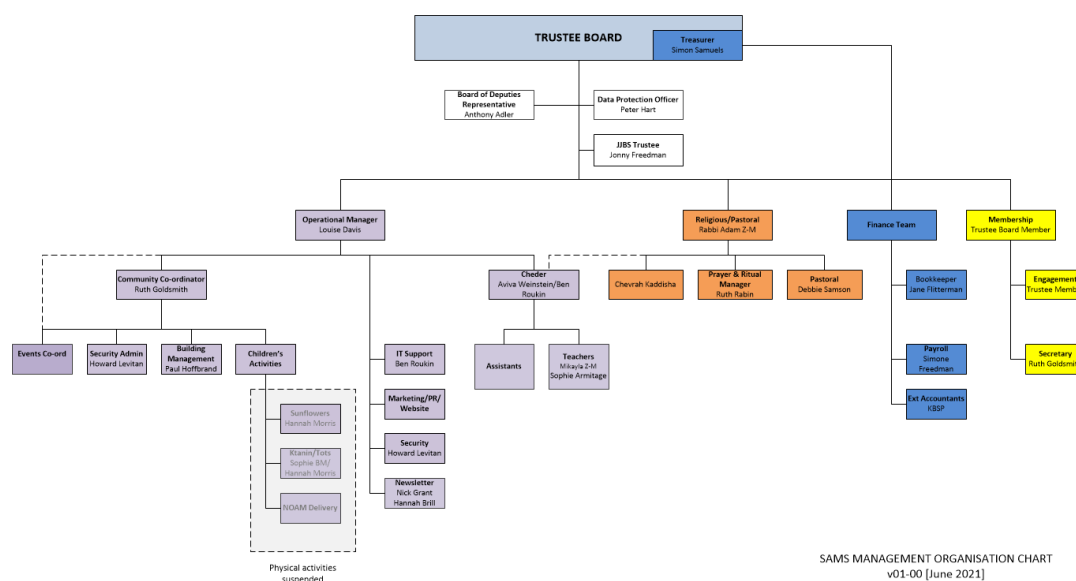 TRUSTEE BOARD
Treasurer
Simon Samuels
Board of Deputies
Representative
Anthony Adler
Data Protection Officer
Peter Hart
JJBS Trustee
Jonny Freedman
Operational Manager
Louise Davis
Religious/Pastoral
Rabbi Adam Z-M
Finance Team
Membership
Trustee Board Member
Community Co-ordinator
Ruth Goldsmith
Cheder
Aviva Weinstein/Ben
Roukin
Chevrah Kaddisha
Prayer & Ritual
Manager
Ruth Rabin
Pastoral
Debbie Samson
Bookkeeper
Jane Flitterman
Engagement
Trustee Memb
Events Co-ord
Security Admin
Howard Levitan
Building
Management
Paul Hoffbrand
Children's
Activities
IT Support
Ben Roukin
Assistants
Teachers
Mikayla Z-M
Sophie Armitage
Payroll
Simone
Freedman
Secretary
Ruth Goldsmit
Sunflowers
Hannah Morris
Marketing/PR/
Website
Ext Accountants
KBSP
Ktanin/Tots
Sophie BM/
Hannah Morris
Security
Howard Levitan
NOAM Delivery
Newsletter
Nick Grant
Hannah Brill
Physical activities
suspended
SAMS MANAGEMENT ORGANISATION CHART
v01-00 [June 2021]